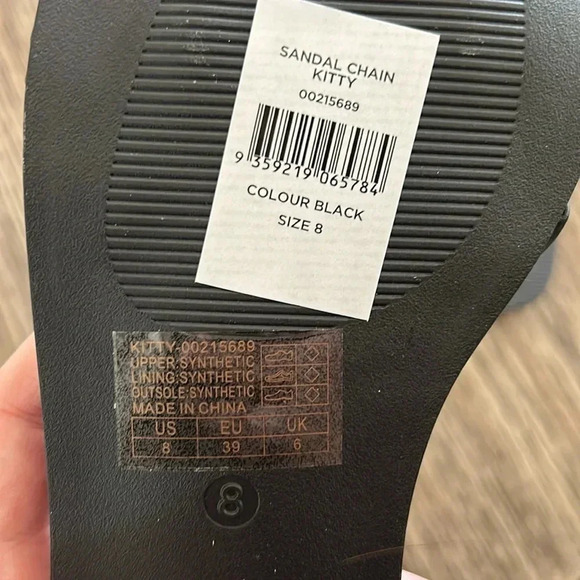 SANDAL CHAIN
KITTY
00215689
9 359219 065784
COLOUR BLACK
SIZE 8
KITTY-00215689
UPPER:SYNTHETIC
LINING:SYNTHETIC
OUTSOLE:SYNTHETIC
MADE IN CHINA
US EU UK
8 39 6
8